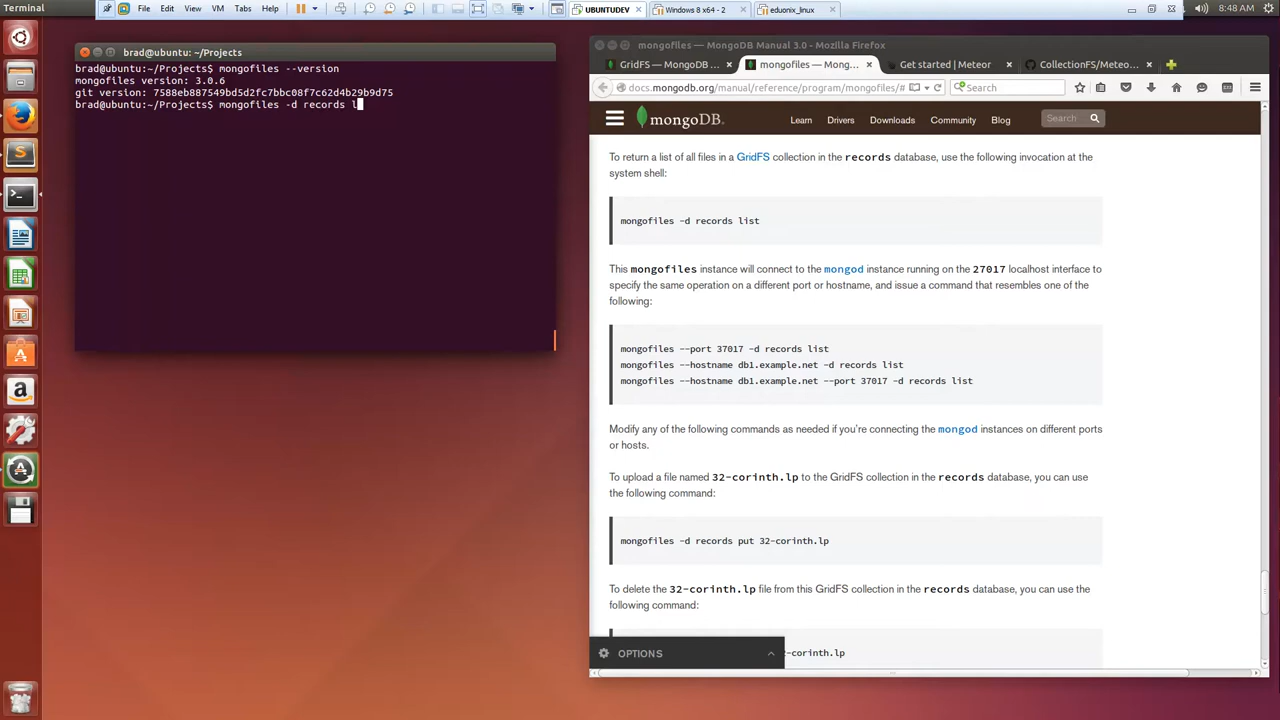 Terminal
File Edit View VM Tabs Help
UBUNTUDEV
Windows 8 x64 - 2
eduonix_linux
8:48 AM
brad@ubuntu: ~/Projects
brad@ubuntu:~/Projects$ mongofiles --version
mongofiles version: 3.0.6
git version: 7588eb887549bd5d2fc7bbc08f7c62d4b29b9d75
brad@ubuntu:~/Projects$ mongofiles -d records l
mongofiles — MongoDB Manual 3.0 - Mozilla Firefox
GridFS — MongoDB ...
mongofiles — Mong...
Get started | Meteor
CollectionFS/Meteo...
docs.mongodb.org/manual/reference/program/mongofiles/#
Search
mongoDB.
Learn Drivers Downloads Community Blog
Search
To return a list of all files in a GridFS collection in the records database, use the following invocation at the
system shell:
mongofiles -d records list
This mongofiles instance will connect to the mongod instance running on the 27017 localhost interface to
specify the same operation on a different port or hostname, and issue a command that resembles one of the
following:
mongofiles --port 37017 -d records list
mongofiles --hostname db1.example.net -d records list
mongofiles --hostname db1.example.net --port 37017 -d records list
Modify any of the following commands as needed if you're connecting the mongod instances on different ports
or hosts.
To upload a file named 32-corinth.lp to the GridFS collection in the records database, you can use
the following command:
mongofiles -d records put 32-corinth.lp
To delete the 32-corinth.lp file from this GridFS collection in the records database, you can use the
following command:
OPTIONS
2-corinth.lp